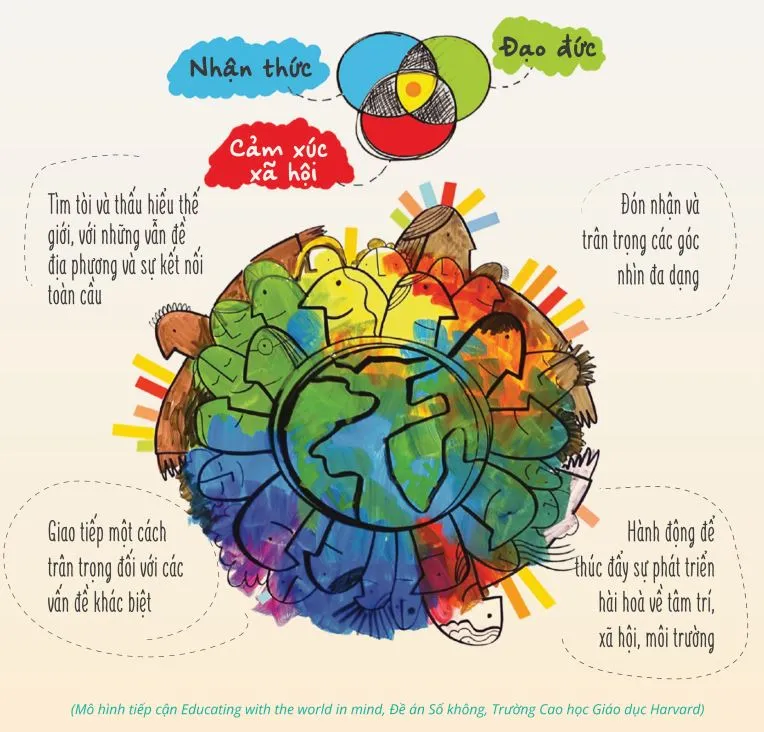 Nhận thức
Đạo đức
Cảm xúc
xã hội
Tìm tòi và thấu hiểu thế
giới, với những vấn đề
địa phương và sự kết nối
toàn cầu
Đón nhận và
trân trọng các góc
nhìn đa dạng
Giao tiếp một cách
trân trọng đối với các
vấn đề khác biệt
Hành động để
thúc đẩy sự phát triển
hài hoà về tâm trí,
xã hội, môi trường
(Mô hình tiếp cận Educating with the world in mind, Đề án Số không, Trường Cao học Giáo dục Harvard)